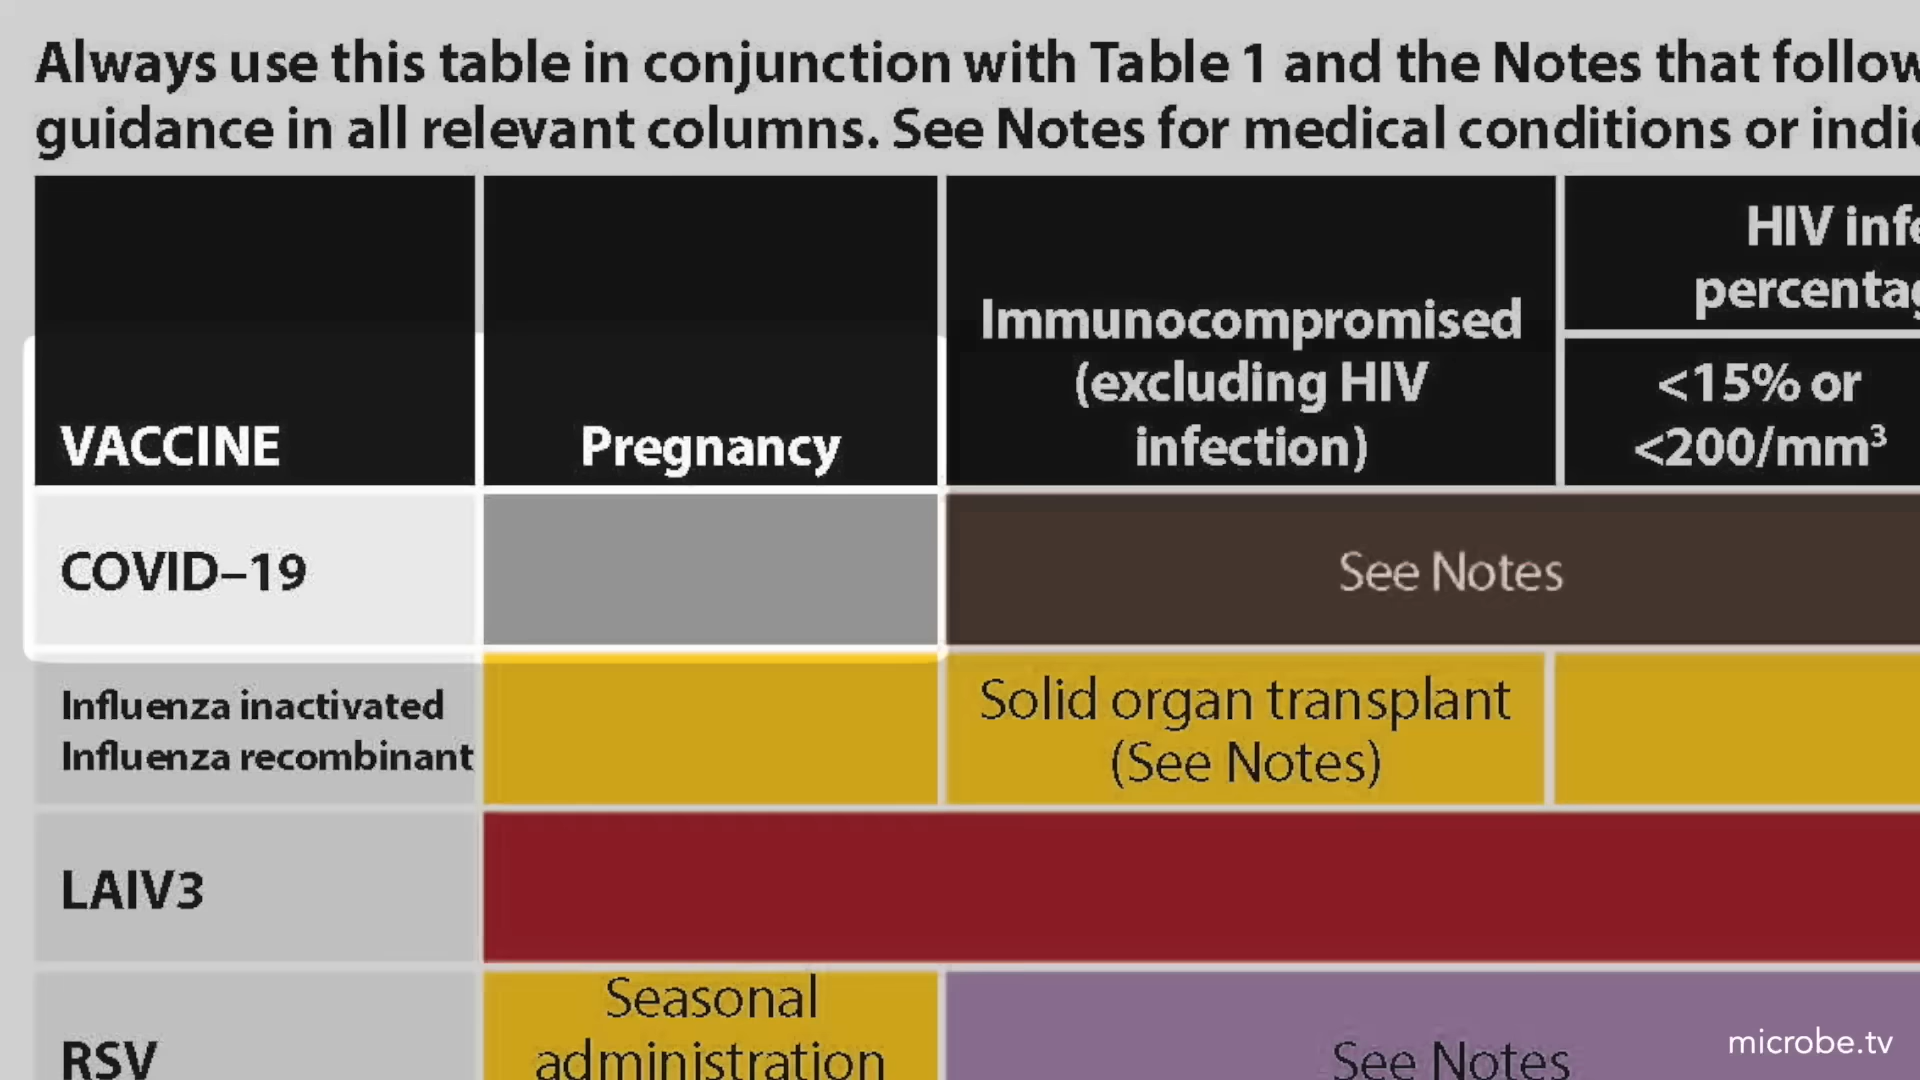 Always use this table in conjunction with Table 1 and the Notes that follow
guidance in all relevant columns. See Notes for medical conditions or indic
VACCINE
Pregnancy
Immunocompromised
(excluding HIV
infection)
HIV infe
percentag
<15% or
<200/mm³
COVID–19
See Notes
Influenza inactivated
Influenza recombinant
Solid organ transplant
(See Notes)
LAIV3
RSV
Seasonal
administration
See Notes
microbe.tv